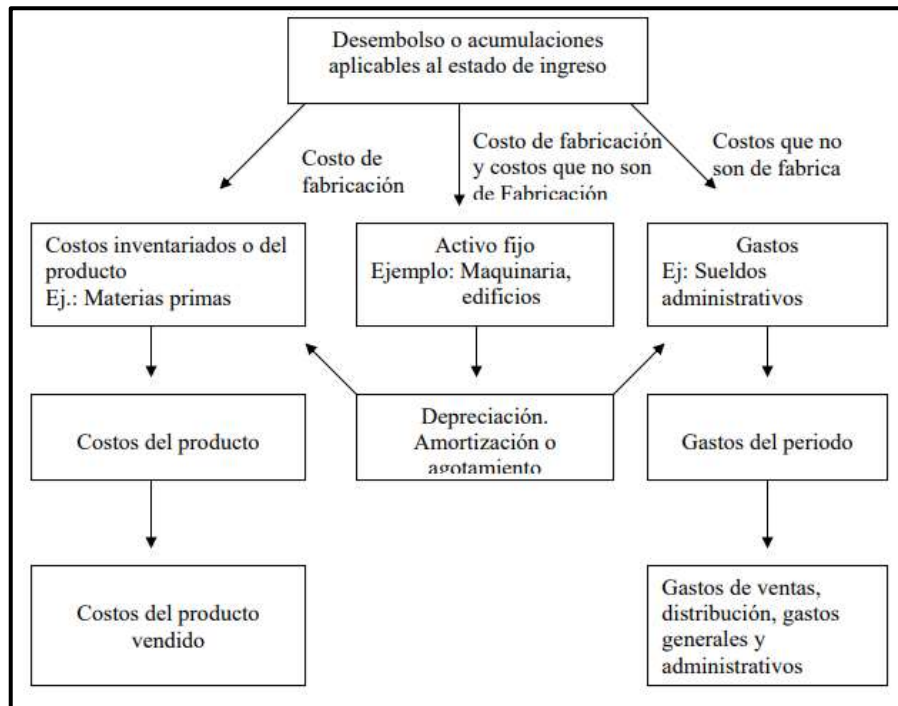 Desembolso o acumulaciones
aplicables al estado de ingreso
Costo de
fabricación
Costo de fabricación
y costos que no son
de Fabricación
Costos que no
son de fabrica
Costos inventariados o del
producto
Ej.: Materias primas
Activo fijo
Ejemplo: Maquinaria,
edificios
Gastos
Ej: Sueldos
administrativos
Costos del producto
Depreciación.
Amortización o
agotamiento
Gastos del periodo
Costos del producto
vendido
Gastos de ventas,
distribución, gastos
generales y
administrativos